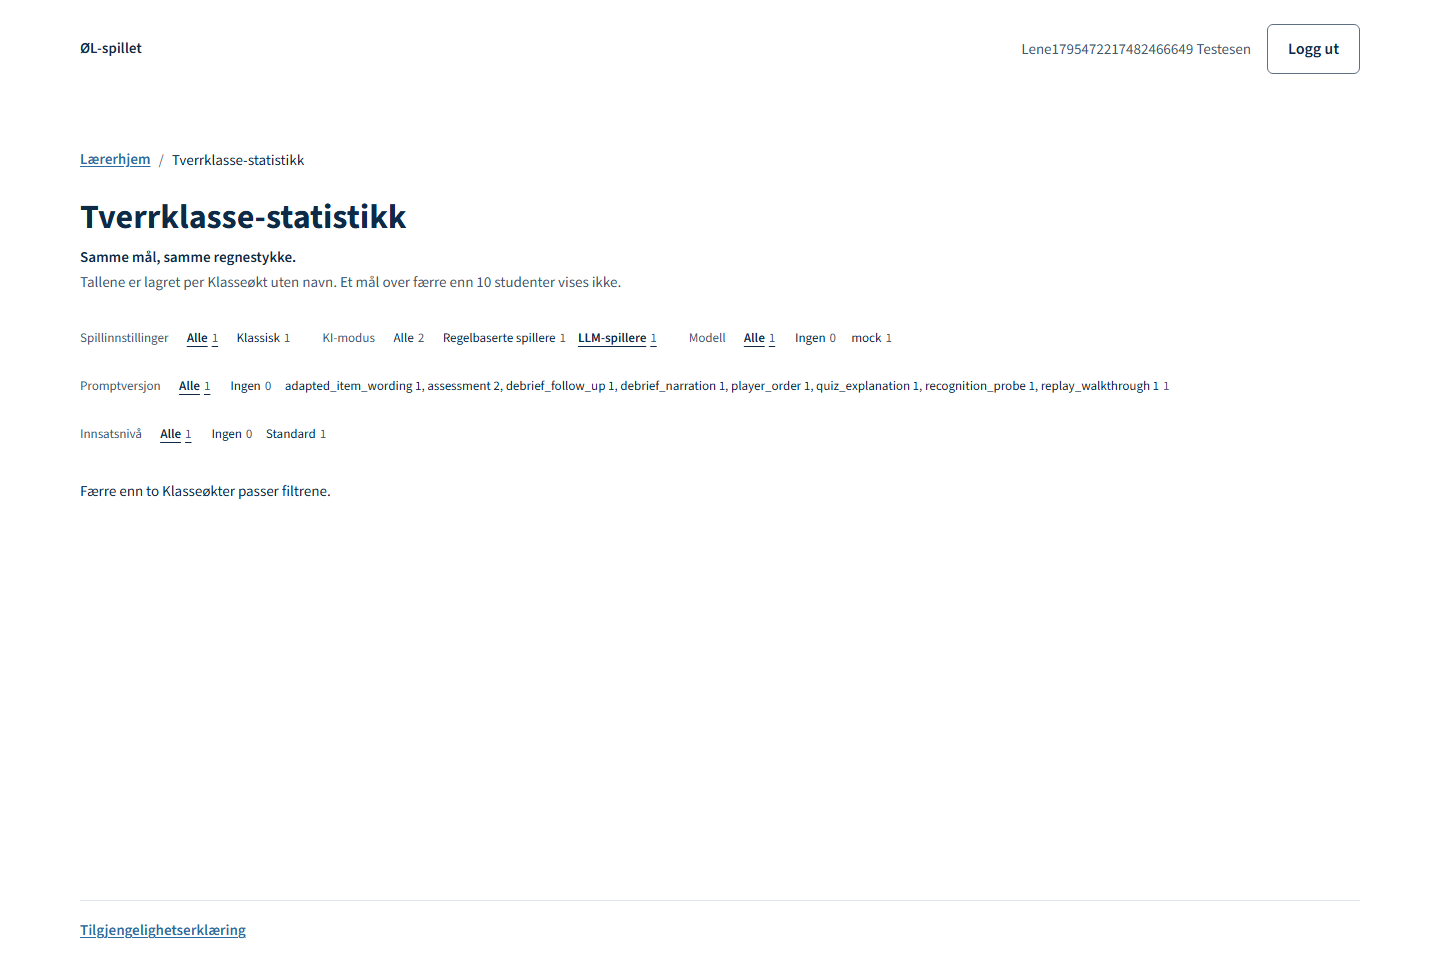 ØL-spillet
Lene1795472217482466649 Testesen
Logg ut
Lærerhjem / Tverrklasse-statistikk
Tverrklasse-statistikk
Samme mål, samme regnestykke.
Tallene er lagret per Klasseøkt uten navn. Et mål over færre enn 10 studenter vises ikke.
Spillinnstillinger Alle 1 Klassisk 1 KI-modus Alle 2 Regelbaserte spillere 1 LLM-spillere 1 Modell Alle 1 Ingen 0 mock 1
Promptversjon Alle 1 Ingen 0 adapted_item_wording 1, assessment 2, debrief_follow_up 1, debrief_narration 1, player_order 1, quiz_explanation 1, recognition_probe 1, replay_walkthrough 1 1
Innsatsnivå Alle 1 Ingen 0 Standard 1
Færre enn to Klasseøkter passer filtrene.
Tilgjengelighetserklæring